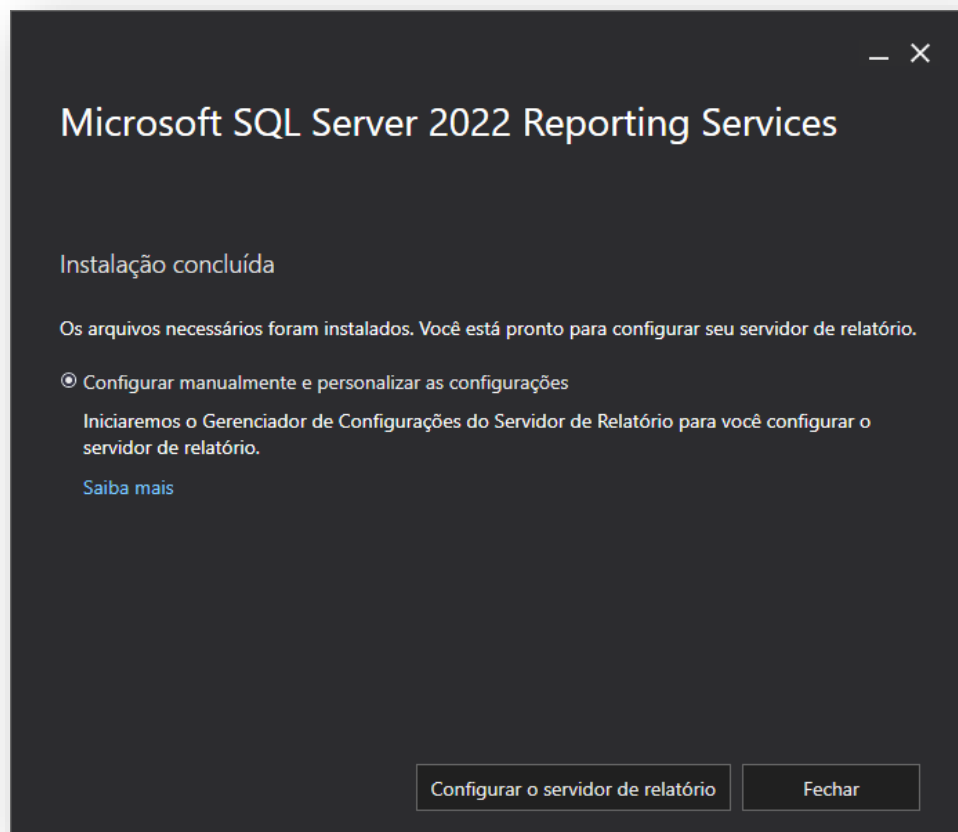 Microsoft SQL Server 2022 Reporting Services
Instalação concluída
Os arquivos necessários foram instalados. Você está pronto para configurar seu servidor de relatório.
Configurar manualmente e personalizar as configurações
Iniciaremos o Gerenciador de Configurações do Servidor de Relatório para você configurar o
servidor de relatório.
Saiba mais
Configurar o servidor de relatório
Fechar